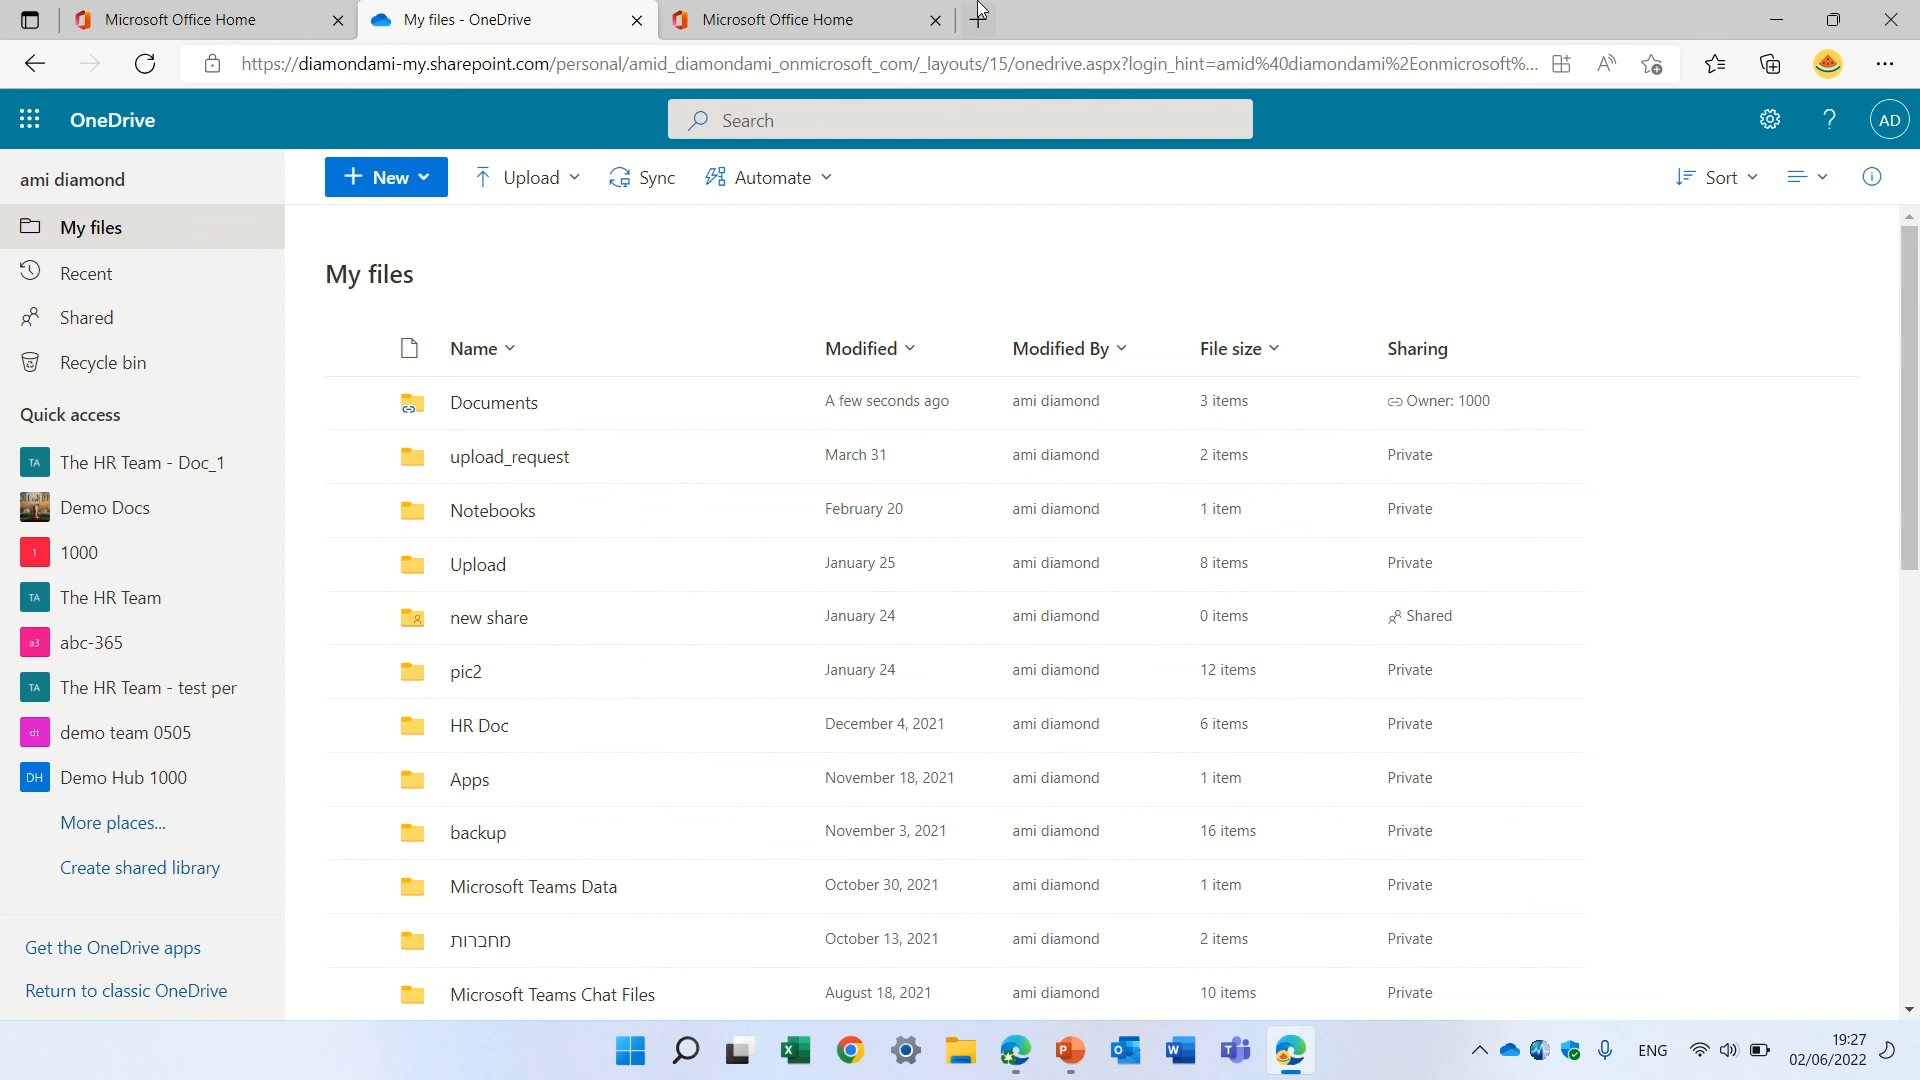 Microsoft Office Home
My files - OneDrive
Microsoft Office Home
https://diamondami-my.sharepoint.com/personal/amid_diamondami_onmicrosoft_com/_layouts/15/onedrive.aspx?login_hint=amid%40diamondami%2Eonmicrosoft%...
OneDrive
Search
AD
ami diamond
New
Upload
Sync
Automate
Sort
My files
Recent
Shared
Recycle bin
Quick access
TA The HR Team - Doc_1
Demo Docs
1 1000
TA The HR Team
a3 abc-365
TA The HR Team - test per
dt demo team 0505
DH Demo Hub 1000
More places...
Create shared library
Get the OneDrive apps
Return to classic OneDrive
My files
Name Modified Modified By File size Sharing
Documents A few seconds ago ami diamond 3 items Owner: 1000
upload_request March 31 ami diamond 2 items Private
Notebooks February 20 ami diamond 1 item Private
Upload January 25 ami diamond 8 items Private
new share January 24 ami diamond 0 items Shared
pic2 January 24 ami diamond 12 items Private
HR Doc December 4, 2021 ami diamond 6 items Private
Apps November 18, 2021 ami diamond 1 item Private
backup November 3, 2021 ami diamond 16 items Private
Microsoft Teams Data October 30, 2021 ami diamond 1 item Private
מחברות October 13, 2021 ami diamond 2 items Private
Microsoft Teams Chat Files August 18, 2021 ami diamond 10 items Private
ENG
19:27
02/06/2022